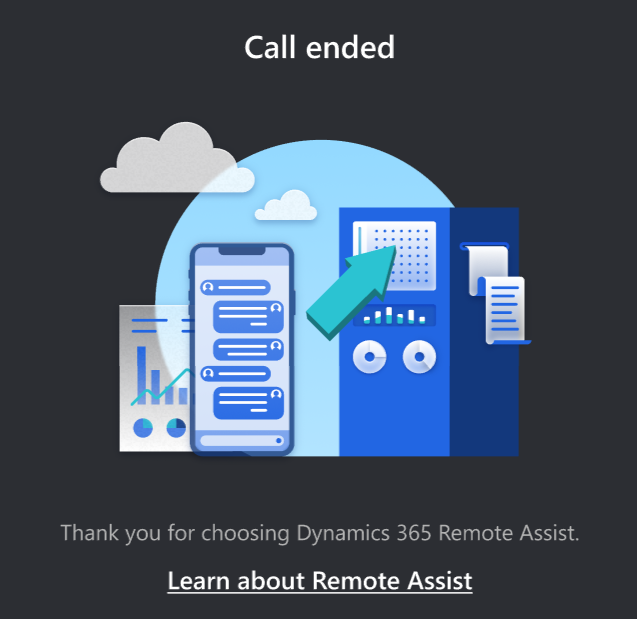 Call ended
Thank you for choosing Dynamics 365 Remote Assist.
Learn about Remote Assist